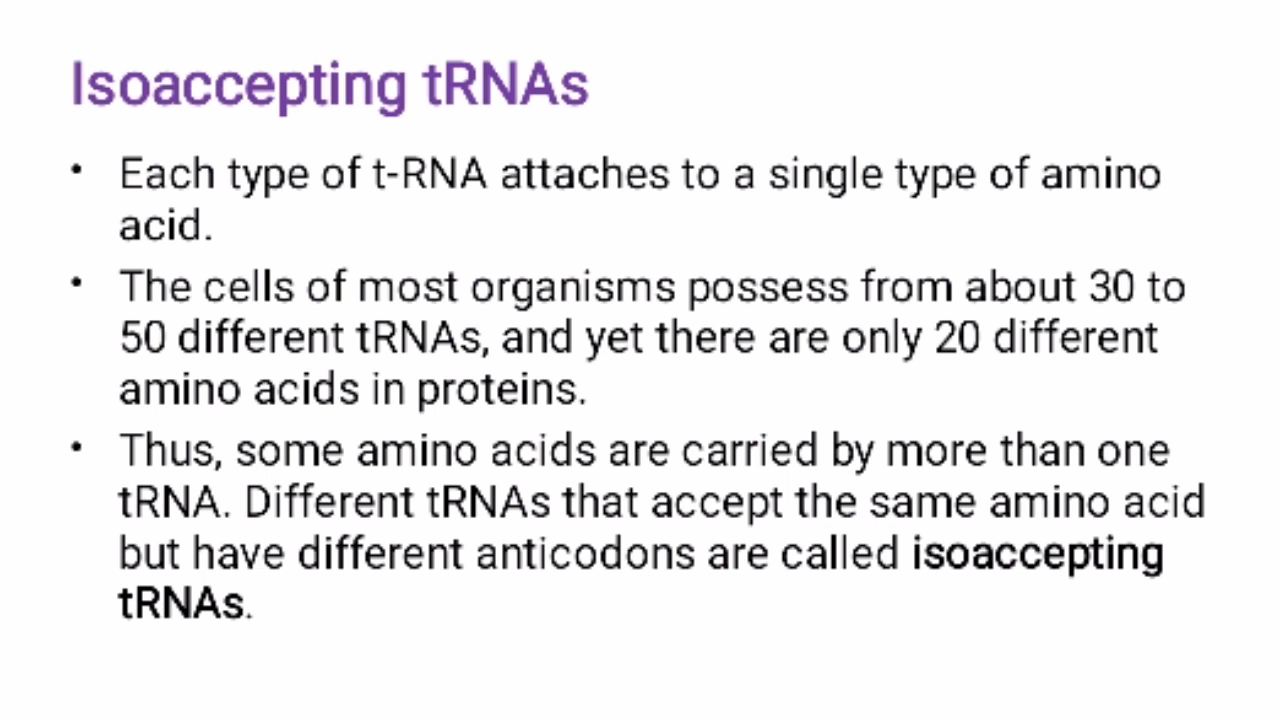 Isoaccepting tRNAs
• Each type of t-RNA attaches to a single type of amino
acid.
• The cells of most organisms possess from about 30 to
50 different tRNAs, and yet there are only 20 different
amino acids in proteins.
• Thus, some amino acids are carried by more than one
tRNA. Different tRNAs that accept the same amino acid
but have different anticodons are called isoaccepting
tRNAs.